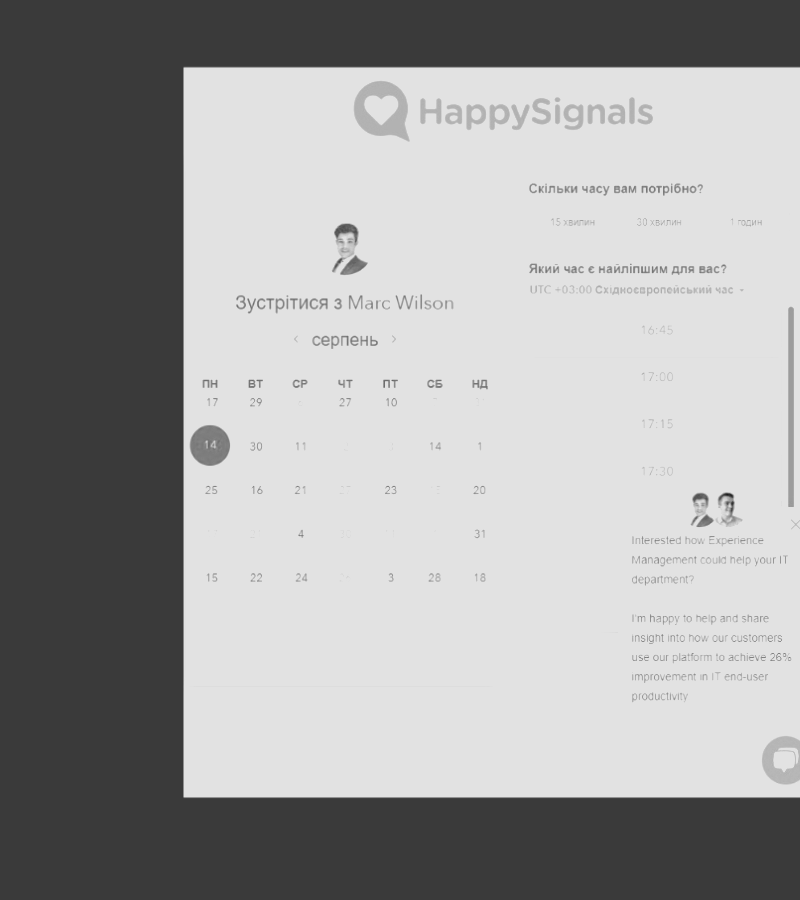 HappySignals
Зустрітися з Marc Wilson
серпень
ПН ВТ СР ЧТ ПТ СБ НД
17 29 27 10
14 30 11 14 1
25 16 21 23 20
4 31
15 22 24 3 28 18
Скільки часу вам потрібно?
15 хвилин 30 хвилин 1 годин
Який час є найліпшим для вас?
UTC +03:00 Східноєвропейський час
16:45
17:00
17:15
17:30
Interested how Experience
Management could help your IT
department?
I'm happy to help and share
insight into how our customers
use our platform to achieve 26%
improvement in IT end-user
productivity